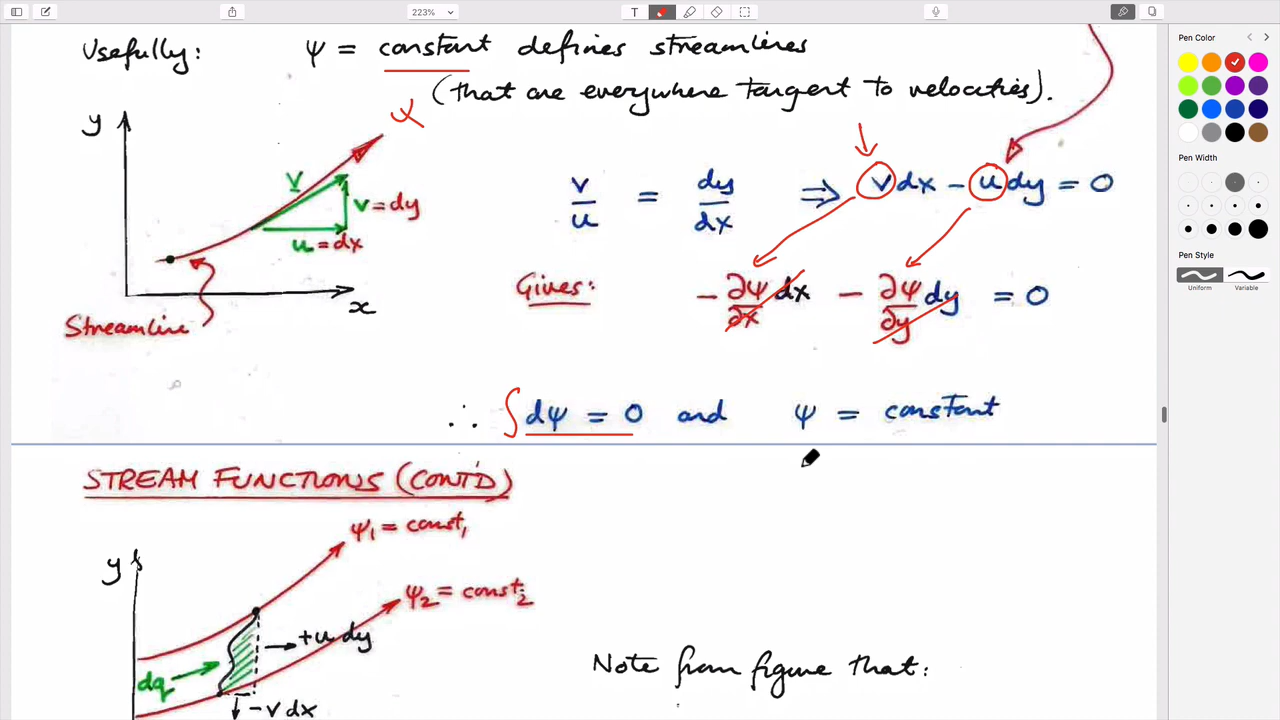 223%
T
Pen Color
Usefully: ψ = constant defines streamlines
(that are everywhere tangent to velocities).
y
ψ
v
v = dy
u = dx
x
Streamline
v/u = dy/dx ⇒ vdx - udy = 0
Gives: - ∂ψ/∂x dx - ∂ψ/∂y dy = 0
∴ ∫dψ = 0 and ψ = constant
Pen Width
Pen Style
Uniform
Variable
STREAM FUNCTIONS (CONT'D)
ψ1 = const1
y
ψ2 = const2
+u dy
dq
-v dx
Note from figure that: